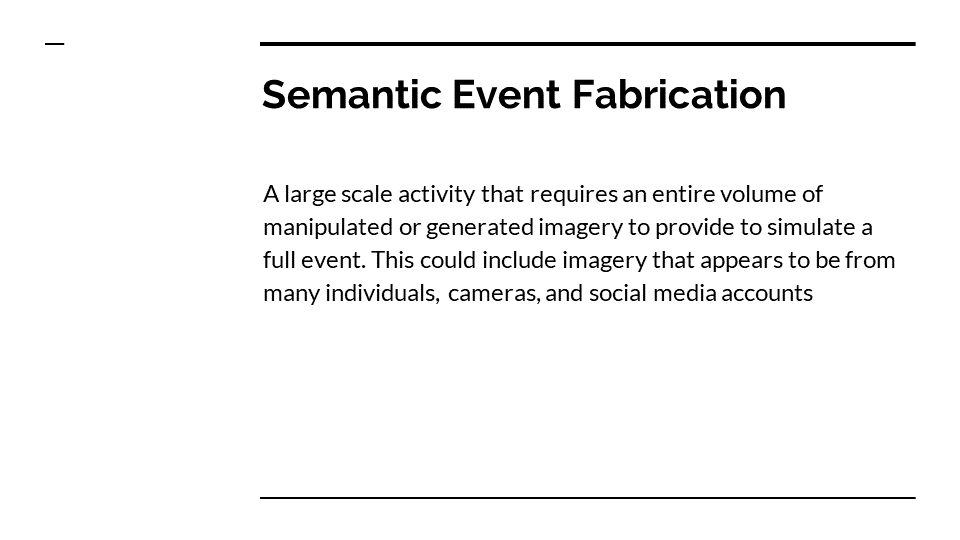 Semantic Event Fabrication
A large scale activity that requires an entire volume of
manipulated or generated imagery to provide to simulate a
full event. This could include imagery that appears to be from
many individuals, cameras, and social media accounts